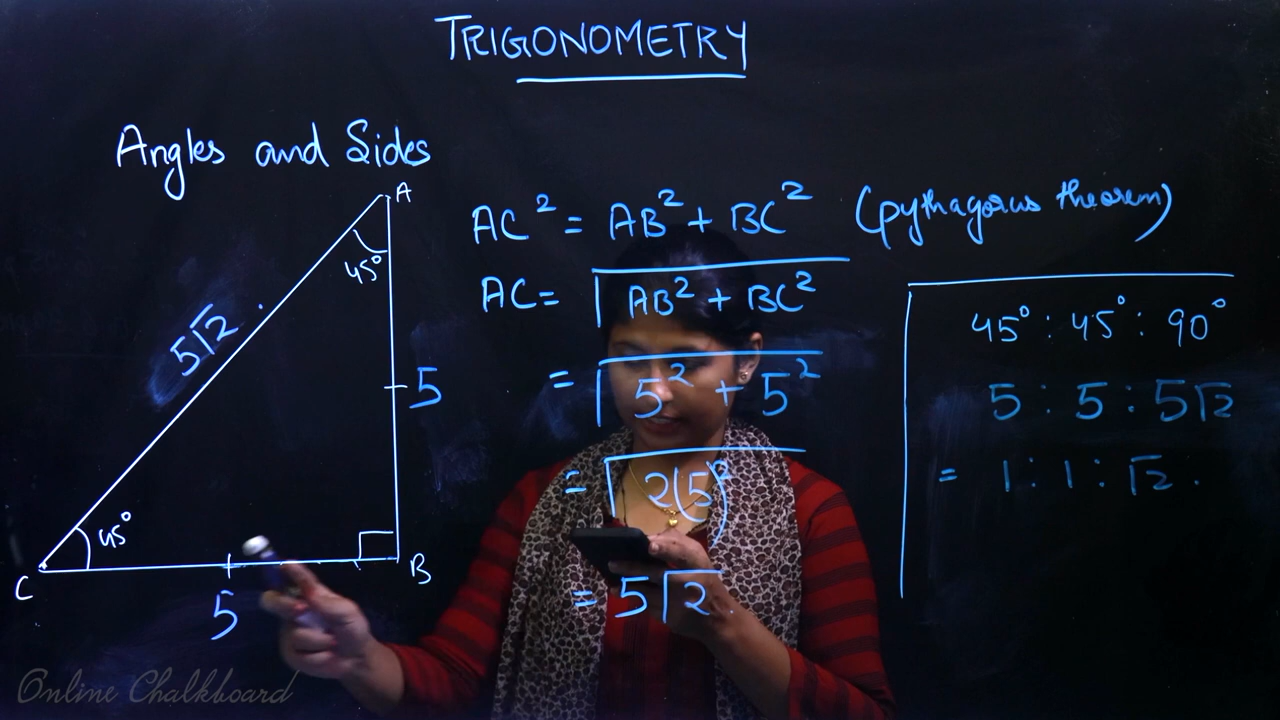 TRIGONOMETRY
Angles and Sides
A
45°
5√2
5
45°
C
B
5
AC² = AB² + BC² (pythagorus theorem)
AC = √AB² + BC²
= √5² + 5²
= √2(5)²
= 5√2
45° : 45° : 90°
5 : 5 : 5√2
= 1 : 1 : √2.
Online Chalkboard